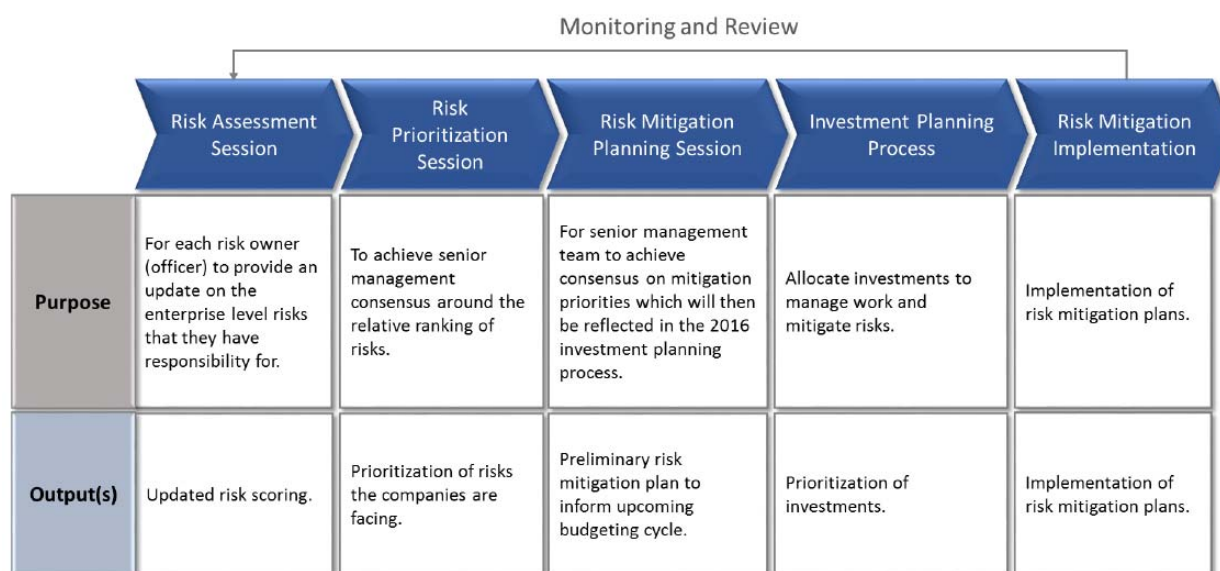 Monitoring and Review
Risk Assessment
Session
Risk
Prioritization
Session
Risk Mitigation
Planning Session
Investment Planning
Process
Risk Mitigation
Implementation
Purpose
For each risk owner
(officer) to provide an
update on the
enterprise level risks
that they have
responsibility for.
To achieve senior
management
consensus around the
relative ranking of
risks.
For senior management
team to achieve
consensus on mitigation
priorities which will then
be reflected in the 2016
investment planning
process.
Allocate investments to
manage work and
mitigate risks.
Implementation of
risk mitigation plans.
Output(s)
Updated risk scoring.
Prioritization of risks
the companies are
facing.
Preliminary risk
mitigation plan to
inform upcoming
budgeting cycle.
Prioritization of
investments.
Implementation of
risk mitigation plans.